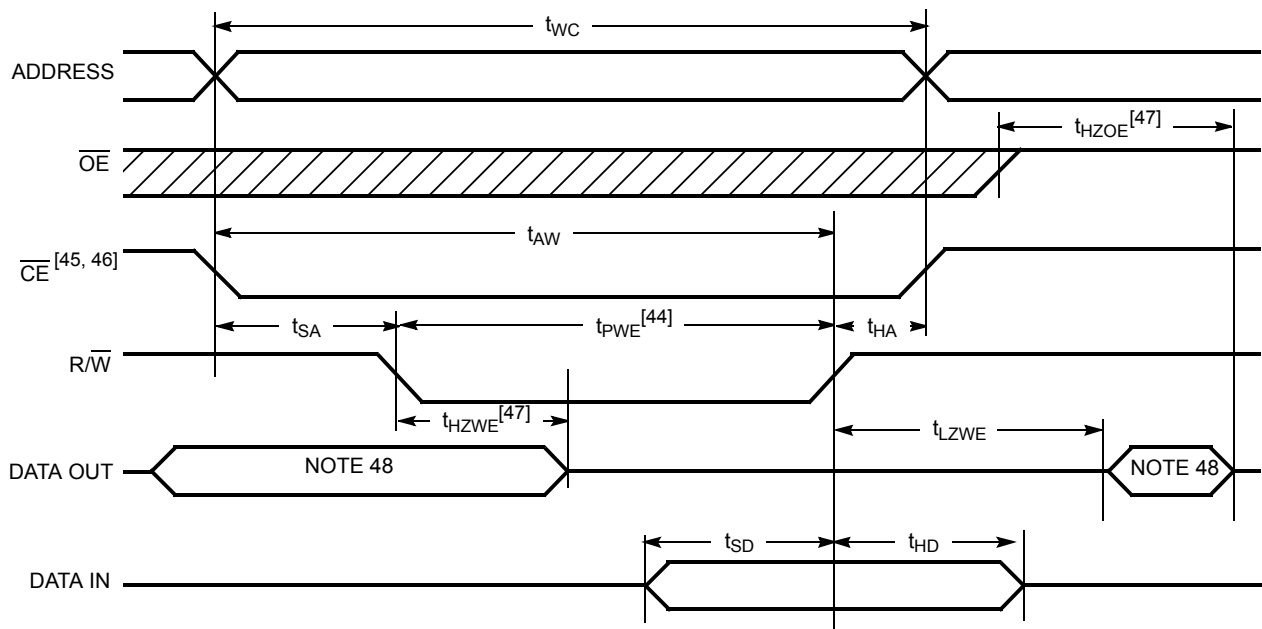 tWC
ADDRESS
tHZOE[47]
OE
tAW
CE [45, 46]
tSA
tPWE[44]
tHA
R/W
tHZWE[47]
tLZWE
NOTE 48
NOTE 48
DATA OUT
tSD
tHD
DATA IN